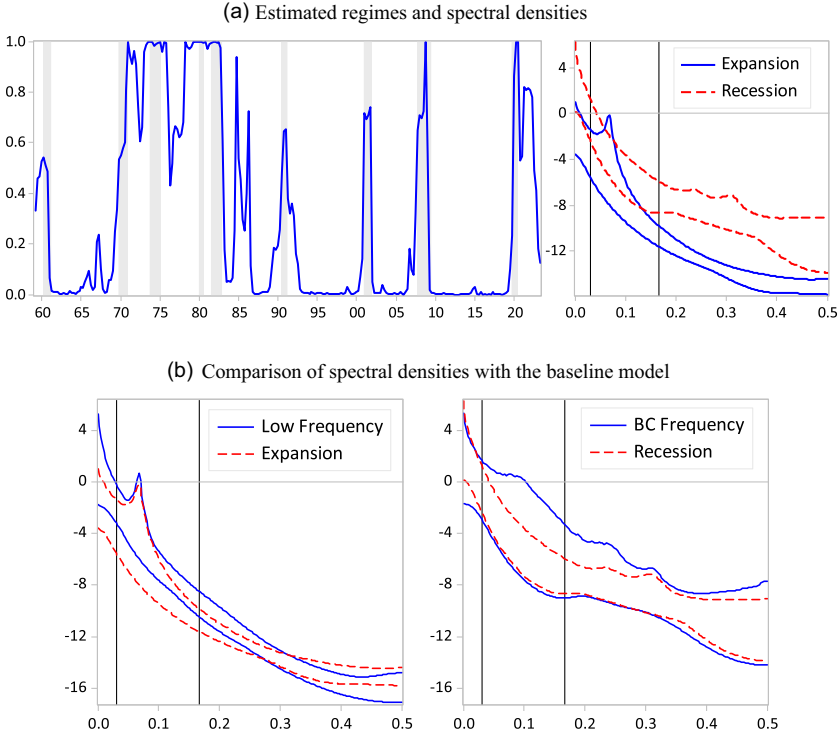 (a) Estimated regimes and spectral densities
1.0
0.8
0.6
0.4
0.2
0.0
60 65 70 75 80 85 90 95 00 05 10 15 20
4
0
-4
-8
-12
Expansion
Recession
0.0 0.1 0.2 0.3 0.4 0.5
(b) Comparison of spectral densities with the baseline model
4
0
-4
-8
-12
-16
Low Frequency
Expansion
0.0 0.1 0.2 0.3 0.4 0.5
4
0
-4
-8
-12
-16
BC Frequency
Recession
0.0 0.1 0.2 0.3 0.4 0.5